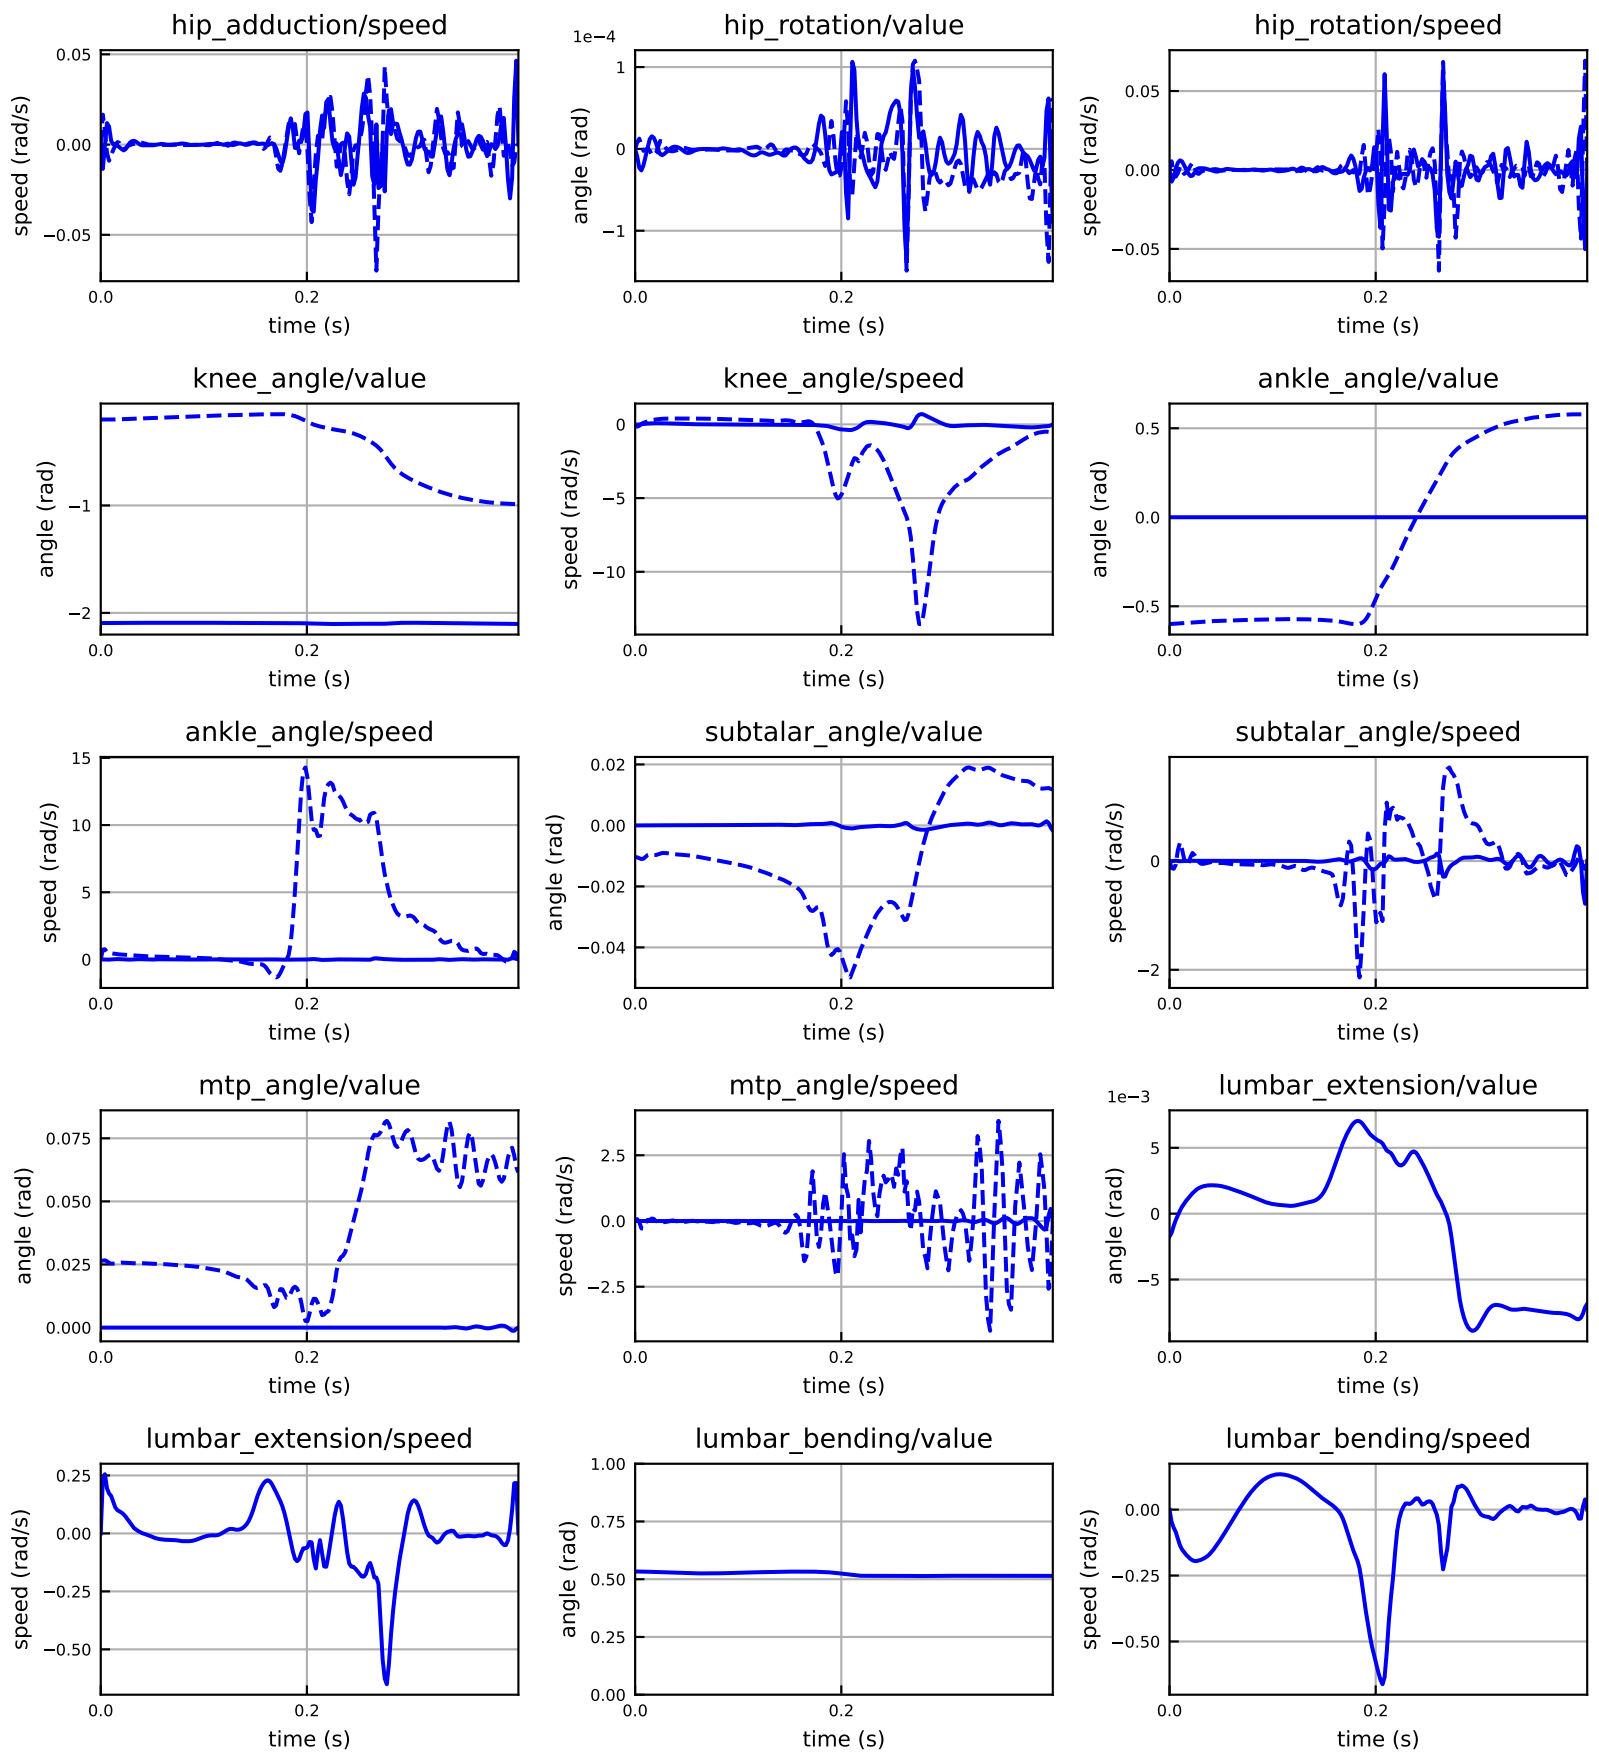 hip_adduction/speed
speed (rad/s)
0.05
0.00
−0.05
0.0
0.2
time (s)
hip_rotation/value
1e−4
angle (rad)
1
0
−1
0.0
0.2
time (s)
hip_rotation/speed
speed (rad/s)
0.05
0.00
−0.05
0.0
0.2
time (s)
knee_angle/value
angle (rad)
−1
−2
0.0
0.2
time (s)
knee_angle/speed
speed (rad/s)
0
−5
−10
0.0
0.2
time (s)
ankle_angle/value
angle (rad)
0.5
0.0
−0.5
0.0
0.2
time (s)
ankle_angle/speed
speed (rad/s)
15
10
5
0
0.0
0.2
time (s)
subtalar_angle/value
angle (rad)
0.02
0.00
−0.02
−0.04
0.0
0.2
time (s)
subtalar_angle/speed
speed (rad/s)
0
−2
0.0
0.2
time (s)
mtp_angle/value
angle (rad)
0.075
0.050
0.025
0.000
0.0
0.2
time (s)
mtp_angle/speed
speed (rad/s)
2.5
0.0
−2.5
0.0
0.2
time (s)
lumbar_extension/value
1e−3
angle (rad)
5
0
−5
0.0
0.2
time (s)
lumbar_extension/speed
speed (rad/s)
0.25
0.00
−0.25
−0.50
0.0
0.2
time (s)
lumbar_bending/value
angle (rad)
1.00
0.75
0.50
0.25
0.00
0.0
0.2
time (s)
lumbar_bending/speed
speed (rad/s)
0.00
−0.25
−0.50
0.0
0.2
time (s)